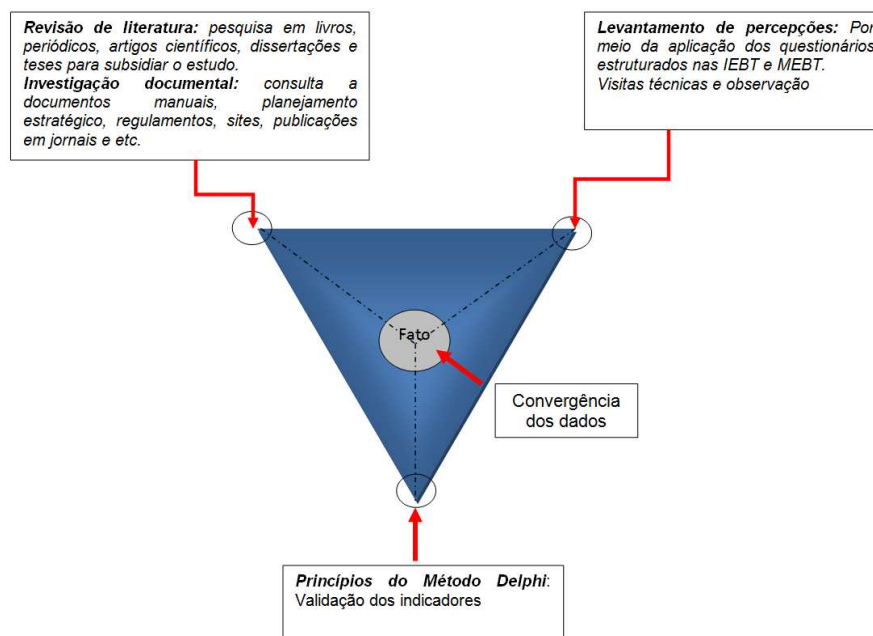 Revisão de literatura: pesquisa em livros,
periódicos, artigos científicos, dissertações e
teses para subsidiar o estudo.
Investigação documental: consulta a
documentos manuais, planejamento
estratégico, regulamentos, sites, publicações
em jornais e etc.
Levantamento de percepções: Por
meio da aplicação dos questionários
estruturados nas IEBT e MEBT.
Visitas técnicas e observação
Fato
Convergência
dos dados
Princípios do Método Delphi:
Validação dos indicadores